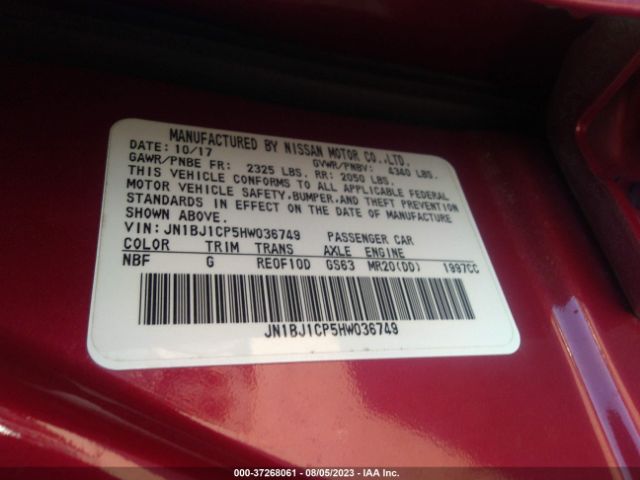 MANUFACTURED BY NISSAN MOTOR CO.,LTD.
DATE: 10/17 GVWR/PNBV: 4340 LBS.
GAWR/PNBE FR: 2325 LBS. RR: 2050 LBS.
THIS VEHICLE CONFORMS TO ALL APPLICABLE FEDERAL
MOTOR VEHICLE SAFETY,BUMPER,AND THEFT PREVENTION
STANDARDS IN EFFECT ON THE DATE OF MANUFACTURE
SHOWN ABOVE.
VIN: JN1BJ1CP5HW036749 PASSENGER CAR
COLOR TRIM TRANS AXLE ENGINE
NBF G RE0F10D GS63 MR20(DD) 1997CC
JN1BJ1CP5HW036749
000-37268061 - 08/05/2023 - IAA Inc.